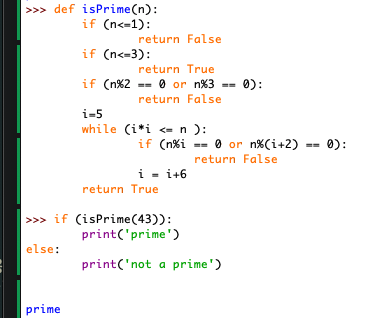 >>> def isPrime(n):
        if (n<=1):
                return False
        if (n<=3):
                return True
        if (n%2 == 0 or n%3 == 0):
                return False
        i=5
        while (i*i <= n ):
                if (n%i == 0 or n%(i+2) == 0):
                        return False
                i = i+6
        return True
>>> if (isPrime(43)):
        print('prime')
else:
        print('not a prime')
prime